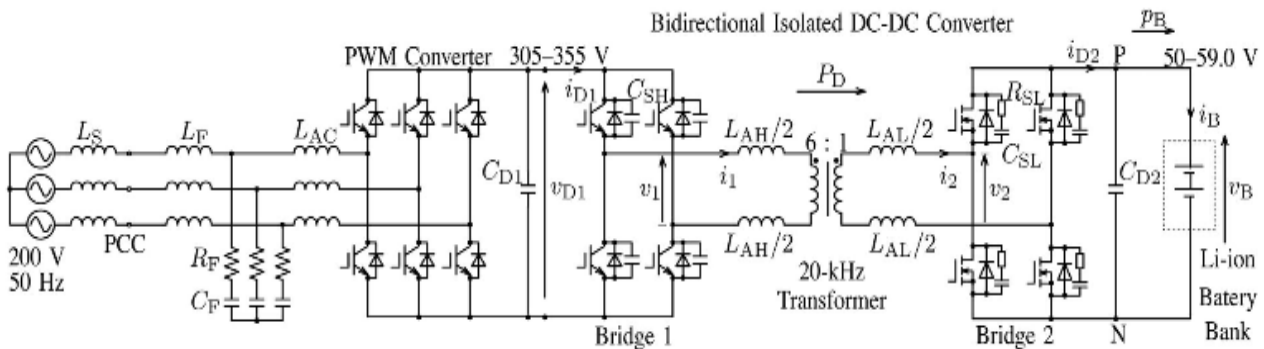 Bidirectional Isolated DC-DC Converter
p_B
PWM Converter
305–355 V
i_D2
P
50–59.0 V
i_D1
C_SH
P_D
R_SL
L_S
L_F
L_AC
L_AH/2
6 : 1
L_AL/2
i_B
C_SL
C_D1
v_D1
v_1
i_1
i_2
v_2
C_D2
v_B
200 V
50 Hz
PCC
L_AH/2
L_AL/2
R_F
C_F
20-kHz
Transformer
Li-ion
Batery
Bank
Bridge 1
Bridge 2
N